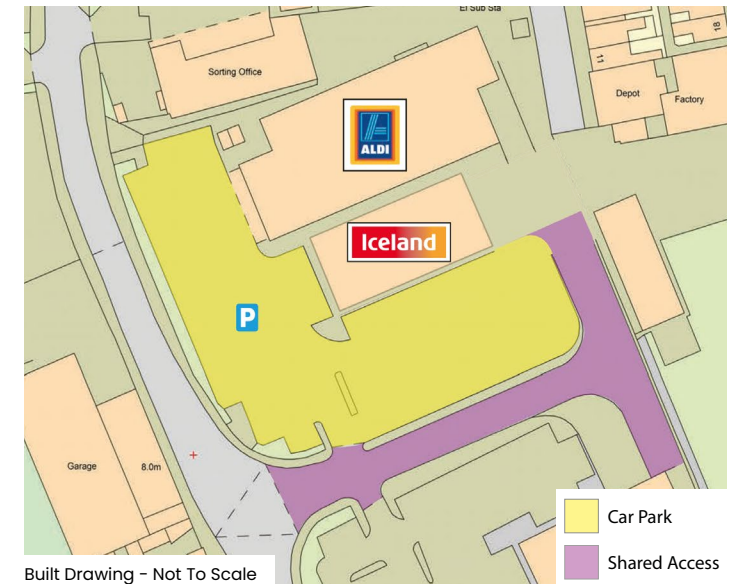 El Sub Sta
Sorting Office
11
18
Depot
Factory
ALDI
Iceland
P
Garage
8.0m
Car Park
Shared Access
Built Drawing - Not To Scale